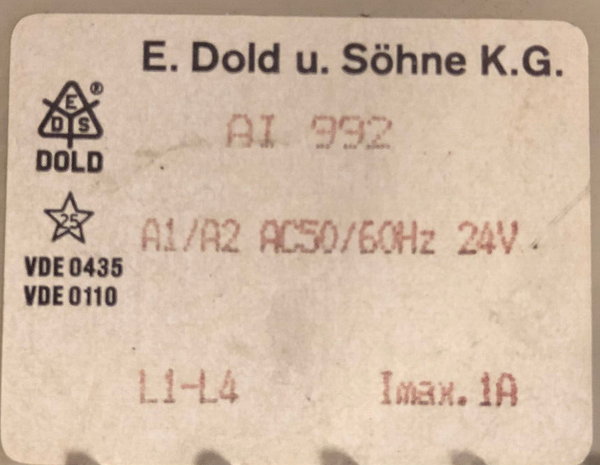 E. Dold u. Söhne K.G.
®
E
D S
DOLD
AI 992
25
A1/A2 AC50/60Hz 24V
VDE 0435
VDE 0110
L1-L4 Imax. 1A